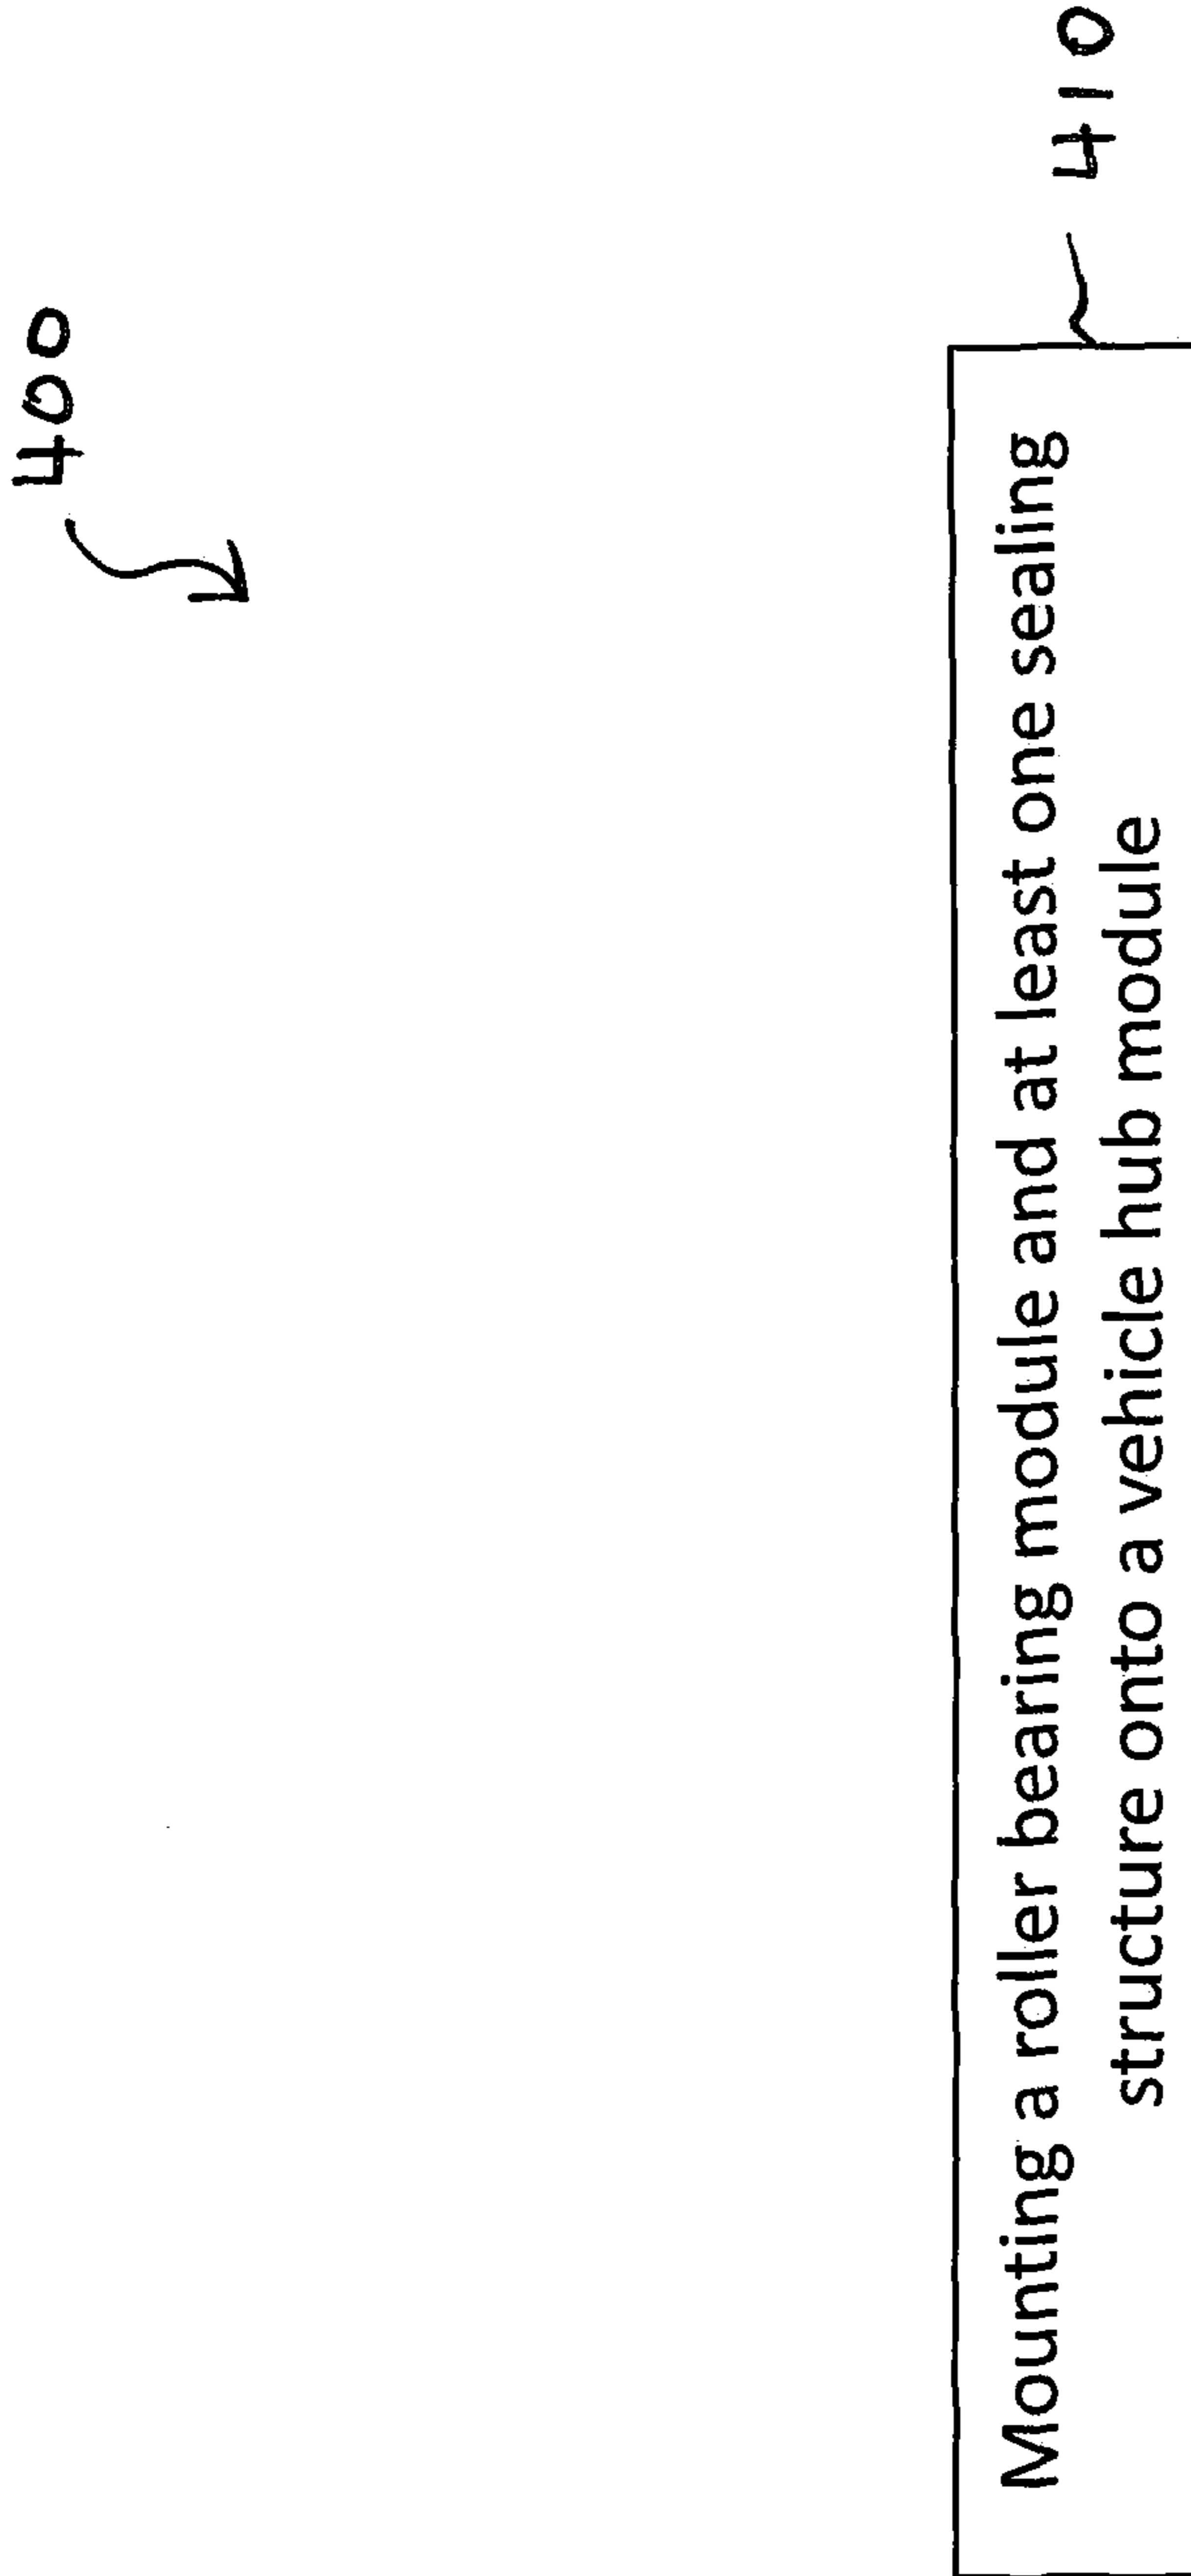 400
410
Mounting a roller bearing module and at least one sealing
structure onto a vehicle hub module